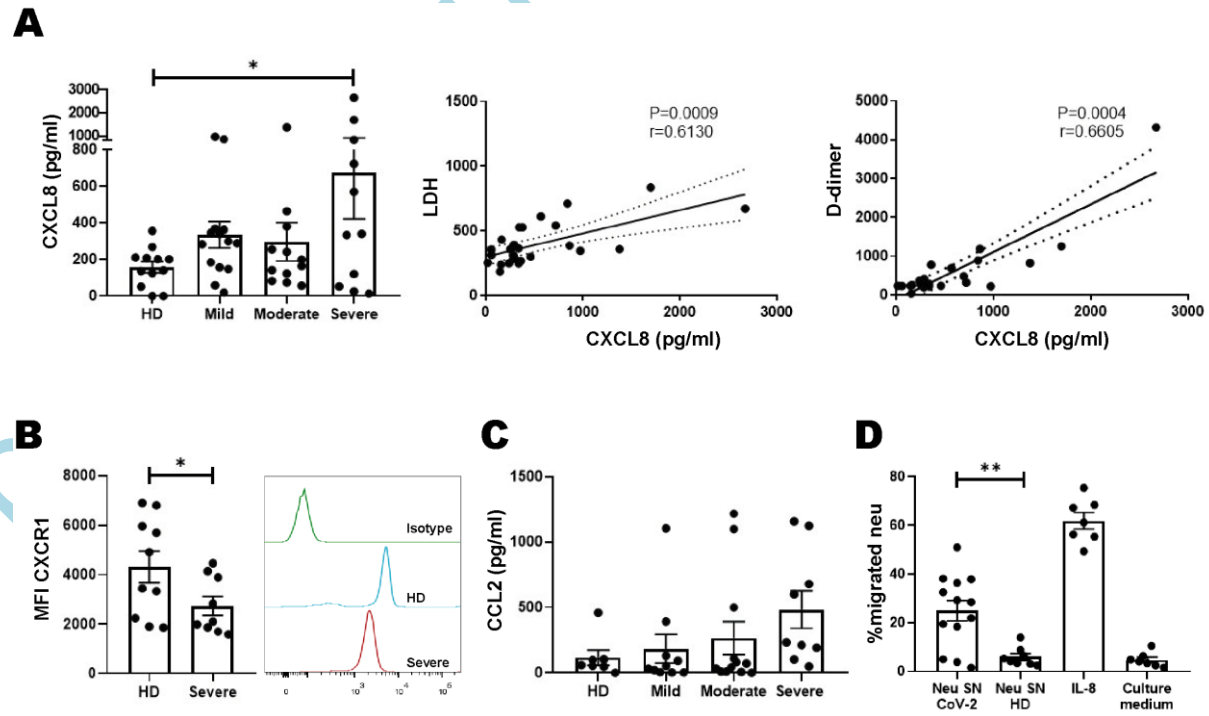 A
*
3000
2000
1000
800
600
400
200
0
CXCL8 (pg/ml)
HD Mild Moderate Severe
P=0.0009
r=0.6130
1500
1000
500
0
LDH
0 1000 2000 3000
CXCL8 (pg/ml)
P=0.0004
r=0.6605
5000
4000
3000
2000
1000
0
D-dimer
0 1000 2000 3000
CXCL8 (pg/ml)
B
*
8000
6000
4000
2000
0
MFI CXCR1
HD Severe
Isotype
HD
Severe
0 10³ 10⁴
C
1500
1000
500
0
CCL2 (pg/ml)
HD Mild Moderate Severe
D
**
80
60
40
20
0
%migrated neu
Neu SN Neu SN IL-8 Culture
CoV-2 HD medium